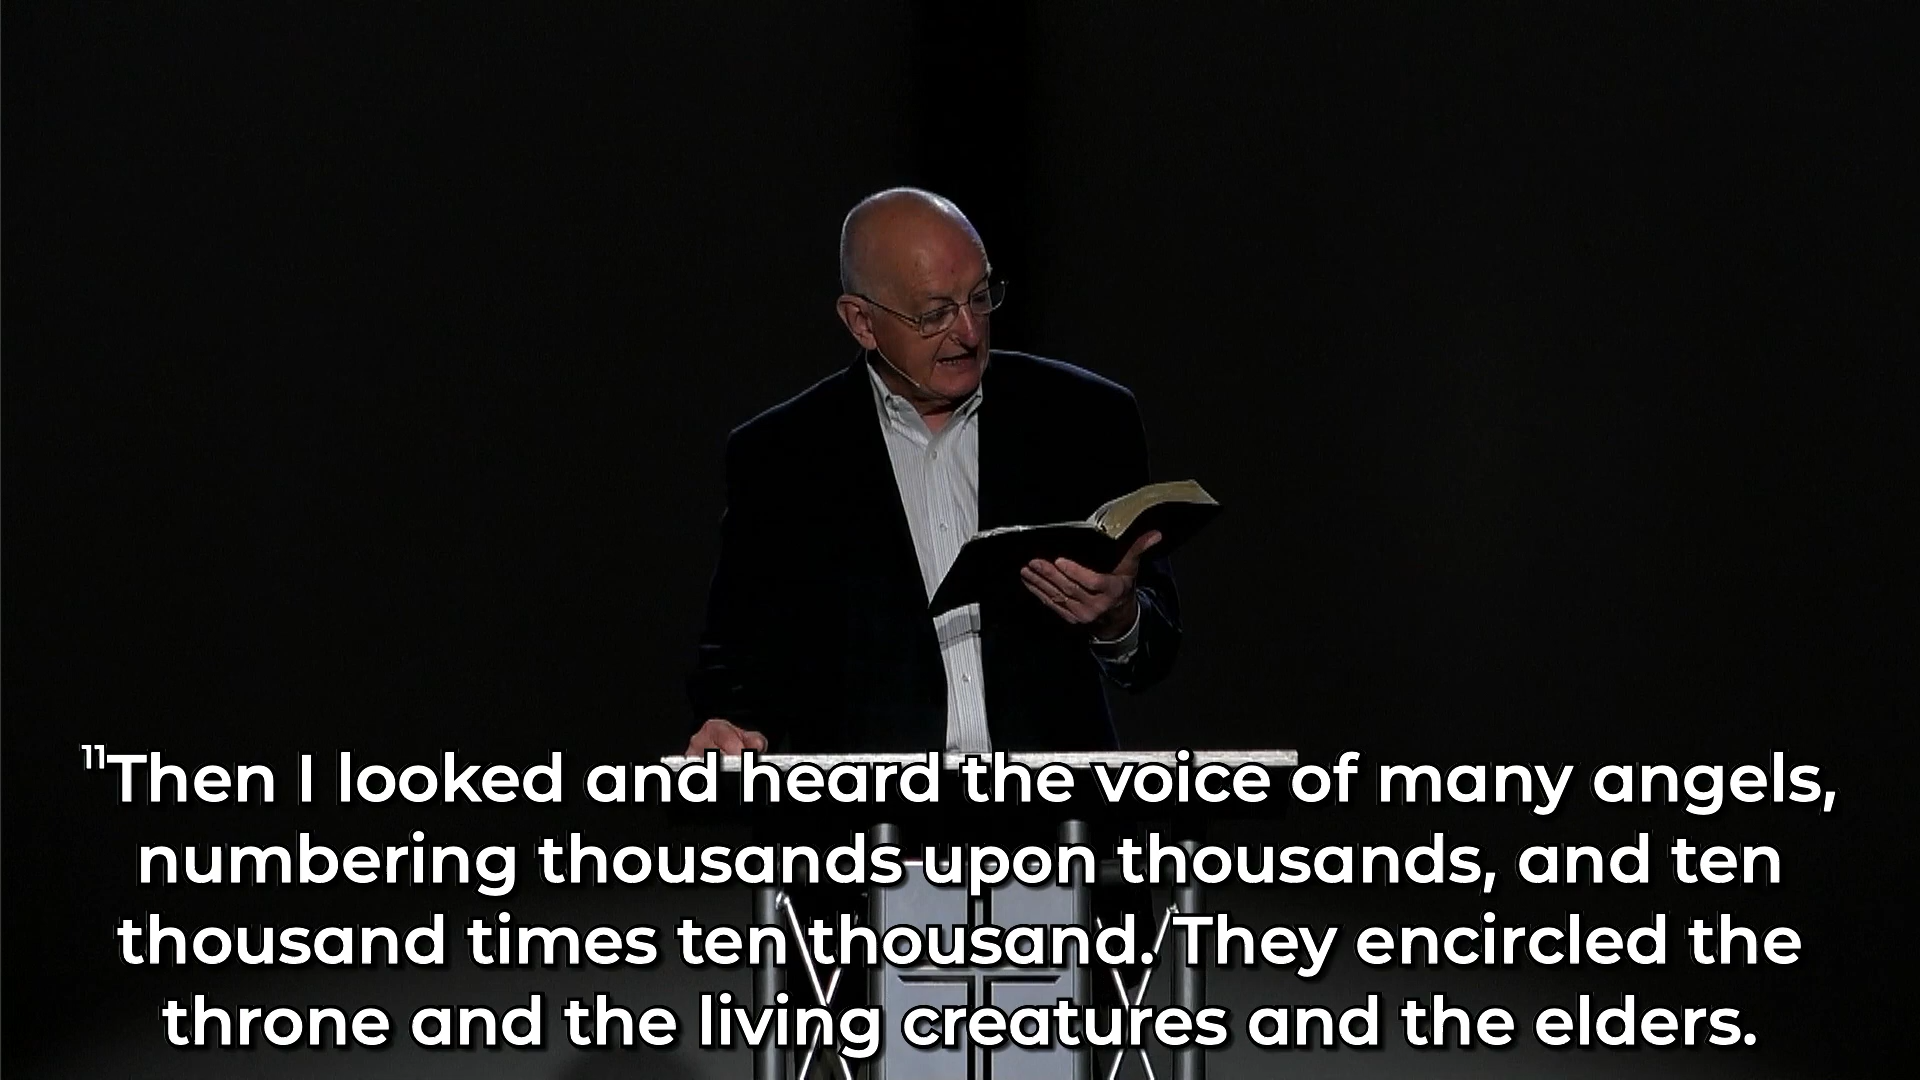 ¹¹Then I looked and heard the voice of many angels,
numbering thousands upon thousands, and ten
thousand times ten thousand. They encircled the
throne and the living creatures and the elders.